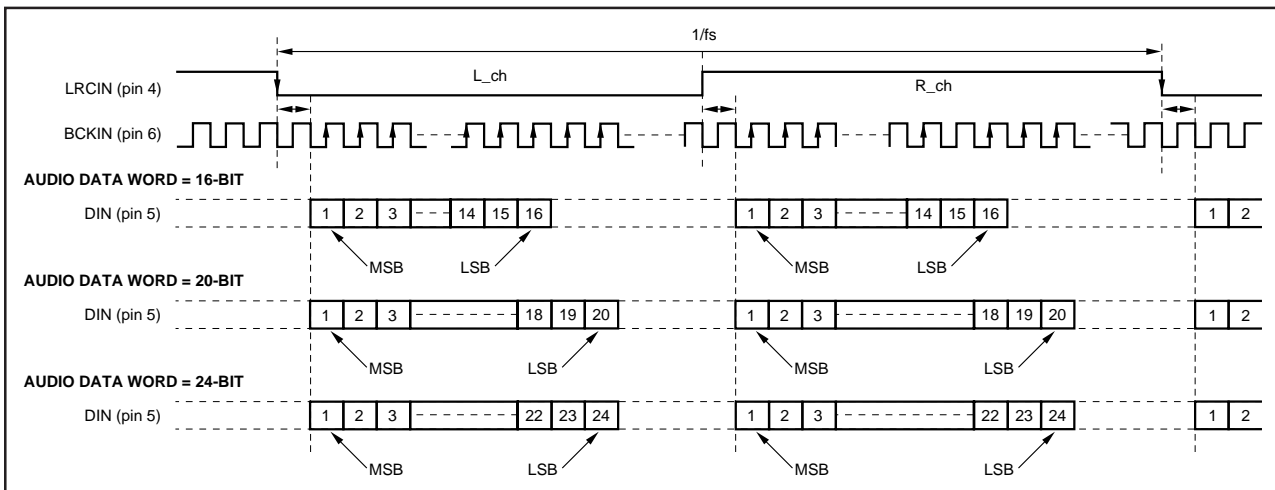 1/fs
LRCIN (pin 4)
L_ch
R_ch
BCKIN (pin 6)
AUDIO DATA WORD = 16-BIT
DIN (pin 5)
1 2 3 14 15 16 1 2 3 14 15 16 1 2
MSB LSB MSB LSB
AUDIO DATA WORD = 20-BIT
DIN (pin 5)
1 2 3 18 19 20 1 2 3 18 19 20 1 2
MSB LSB MSB LSB
AUDIO DATA WORD = 24-BIT
DIN (pin 5)
1 2 3 22 23 24 1 2 3 22 23 24 1 2
MSB LSB MSB LSB